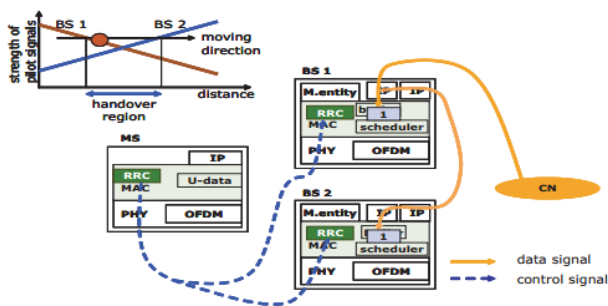 strength of
pilot signals
BS 1
BS 2
moving
direction
distance
handover
region
MS
IP
RRC
MAC
U-data
PHY
OFDM
BS 1
M.entity
IP
IP
RRC
1
MAC
scheduler
PHY
OFDM
CN
BS 2
M.entity
IP
IP
RRC
1
MAC
scheduler
PHY
OFDM
data signal
control signal